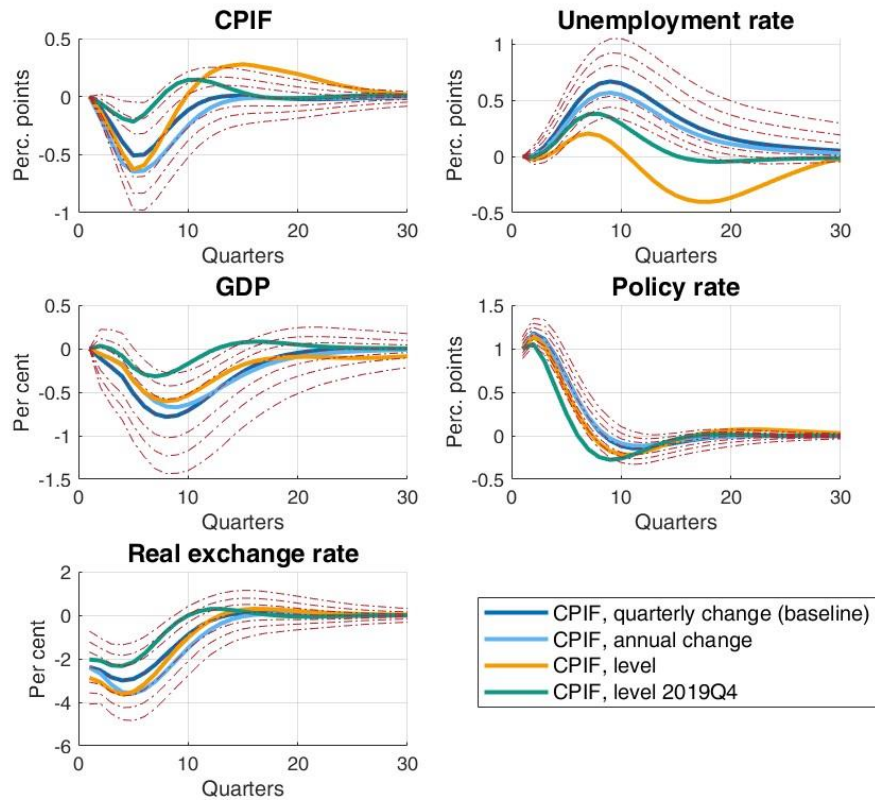 CPIF
Perc. points
0.5
0
-0.5
-1
0
10
20
30
Quarters
Unemployment rate
Perc. points
1
0.5
0
-0.5
0
10
20
30
Quarters
GDP
Per cent
0.5
0
-0.5
-1
-1.5
0
10
20
30
Quarters
Policy rate
Perc. points
1.5
1
0.5
0
-0.5
0
10
20
30
Quarters
Real exchange rate
Per cent
2
0
-2
-4
-6
0
10
20
30
Quarters
CPIF, quarterly change (baseline)
CPIF, annual change
CPIF, level
CPIF, level 2019Q4